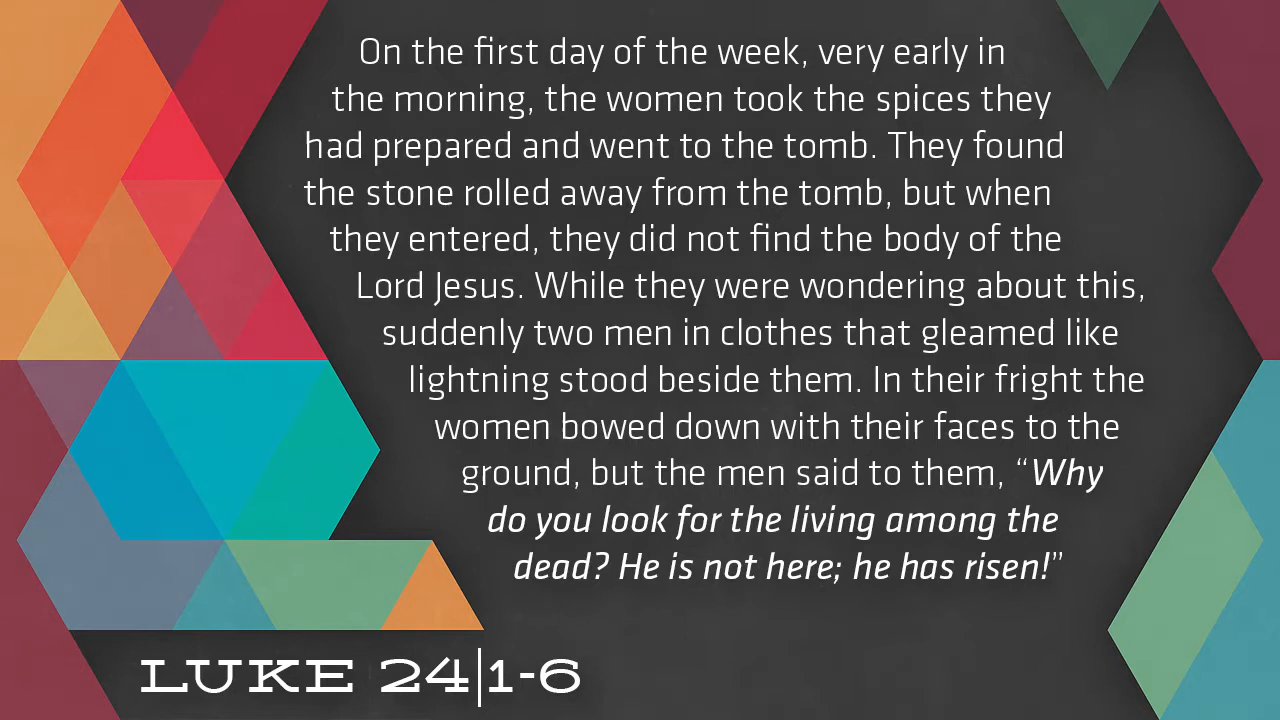 On the first day of the week, very early in
the morning, the women took the spices they
had prepared and went to the tomb. They found
the stone rolled away from the tomb, but when
they entered, they did not find the body of the
Lord Jesus. While they were wondering about this,
suddenly two men in clothes that gleamed like
lightning stood beside them. In their fright the
women bowed down with their faces to the
ground, but the men said to them, “Why
do you look for the living among the
dead? He is not here; he has risen!”
LUKE 24|1-6